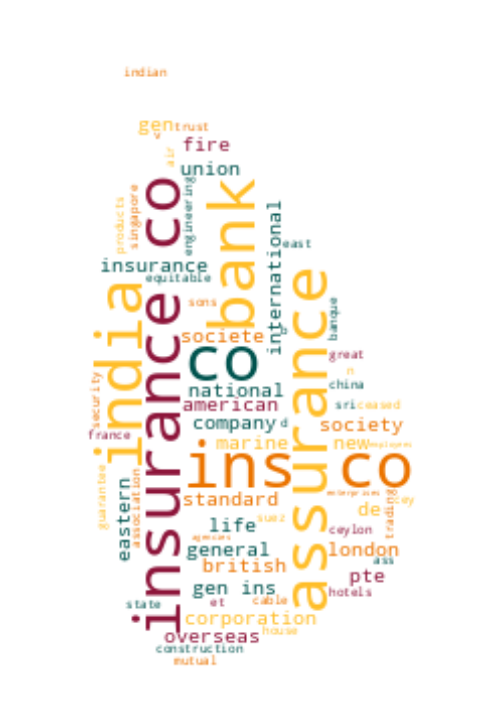 indian
gen
trust
v
fire
air
union
engineering
singapore
products
insurance co
bank
international
east
insurance
equitable
india
assurance
sons
banque
societe
co
great
n
national
china
security
american
sri
ceased
company
d
society
france
marine
new
employees
ins co
guarantee
association
eastern
standard
enterprises
trading
cey
de
suez
life
ceylon
agencies
general
london
ass
british
pte
gen ins
hotels
state
et
cable
corporation
house
overseas
construction
mutual